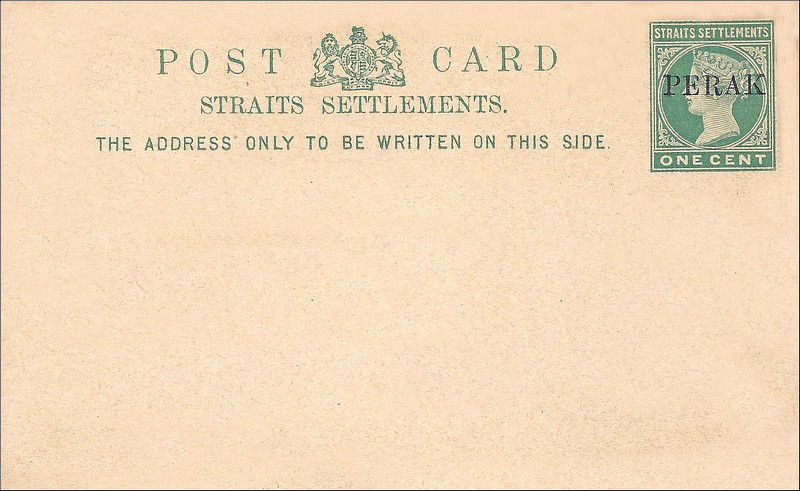 POST CARD
STRAITS SETTLEMENTS.
THE ADDRESS ONLY TO BE WRITTEN ON THIS SIDE.
STRAITS SETTLEMENTS
PERAK
ONE CENT